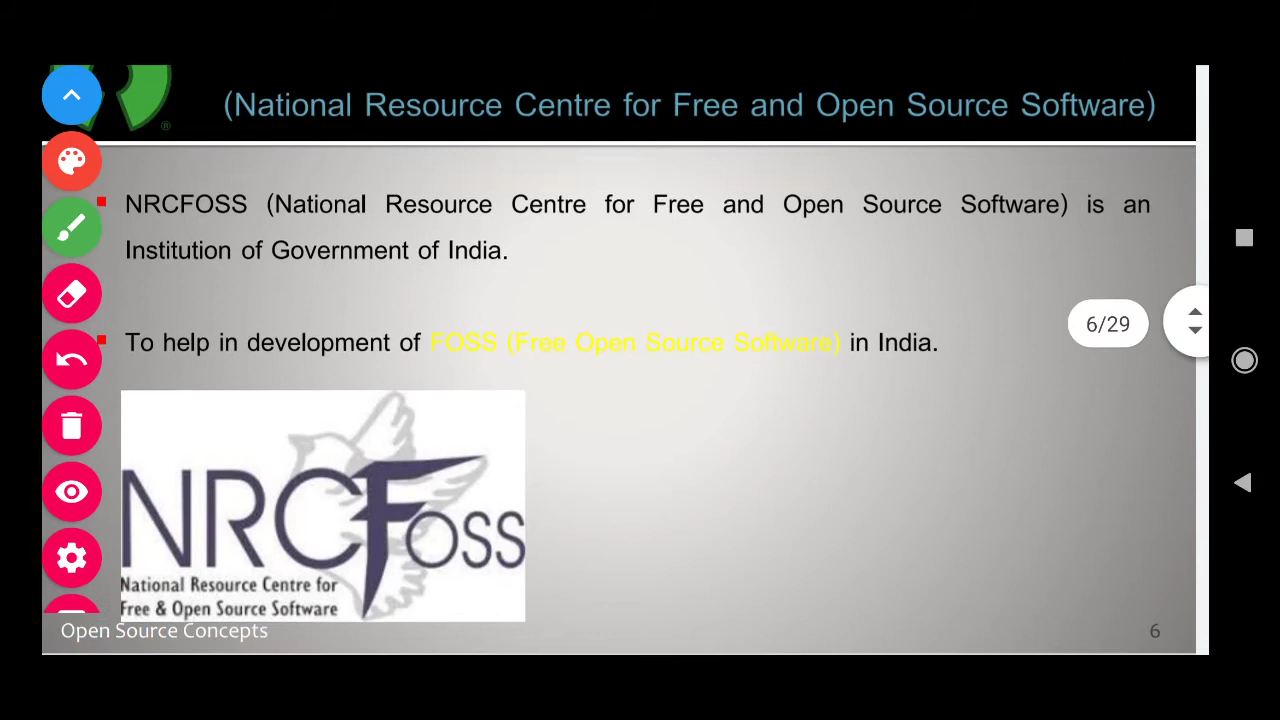 (National Resource Centre for Free and Open Source Software)
®
NRCFOSS (National Resource Centre for Free and Open Source Software) is an
Institution of Government of India.
To help in development of FOSS (Free Open Source Software) in India.
6/29
NRCFOSS
National Resource Centre for
Free & Open Source Software
Open Source Concepts
6